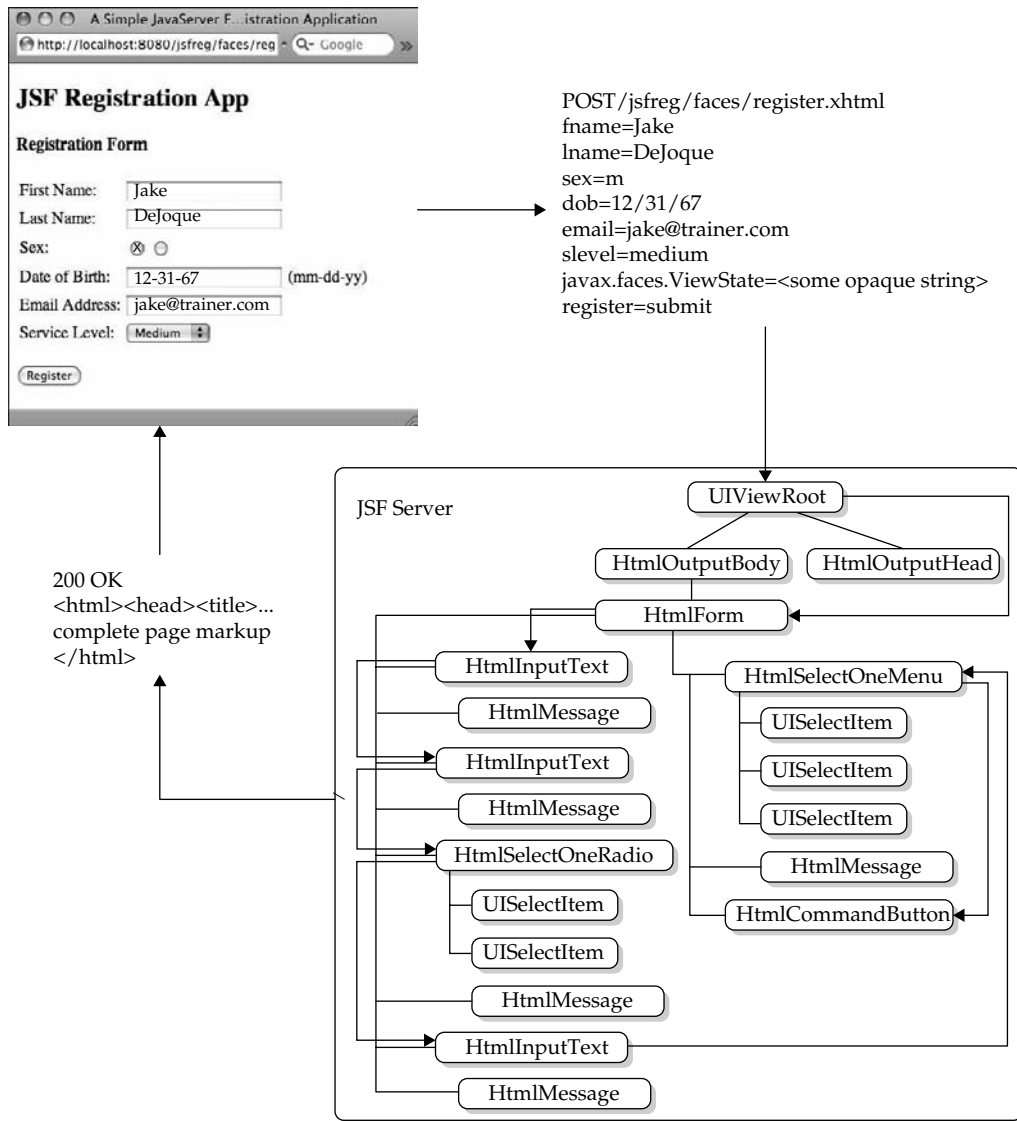 A Simple JavaServer F...istration Application
http://localhost:8080/jsfreg/faces/reg
Google
JSF Registration App
Registration Form
First Name: Jake
Last Name: DeJoque
Sex:
Date of Birth: 12-31-67 (mm-dd-yy)
Email Address: jake@trainer.com
Service Level: Medium
Register
POST/jsfreg/faces/register.xhtml
fname=Jake
lname=DeJoque
sex=m
dob=12/31/67
email=jake@trainer.com
slevel=medium
javax.faces.ViewState=<some opaque string>
register=submit
200 OK
<html><head><title>...
complete page markup
</html>
JSF Server
UIViewRoot
HtmlOutputBody
HtmlOutputHead
HtmlForm
HtmlInputText
HtmlMessage
HtmlInputText
HtmlMessage
HtmlSelectOneRadio
UISelectItem
UISelectItem
HtmlMessage
HtmlInputText
HtmlMessage
HtmlSelectOneMenu
UISelectItem
UISelectItem
UISelectItem
HtmlMessage
HtmlCommandButton